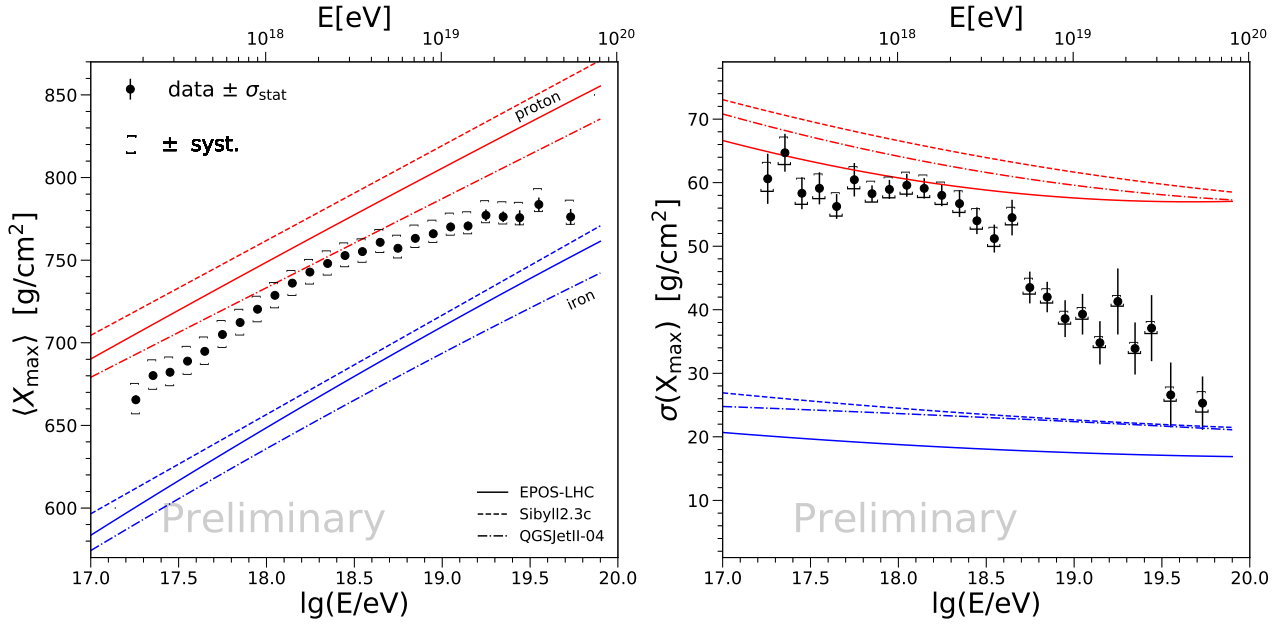 E[eV]
10^18
10^19
10^20
data ± σ_stat
± syst.
proton
iron
⟨X_max⟩ [g/cm^2]
850
800
750
700
650
600
EPOS-LHC
Sibyll2.3c
QGSJetII-04
Preliminary
17.0 17.5 18.0 18.5 19.0 19.5 20.0
lg(E/eV)
E[eV]
10^18
10^19
10^20
σ(X_max) [g/cm^2]
70
60
50
40
30
20
10
Preliminary
17.0 17.5 18.0 18.5 19.0 19.5 20.0
lg(E/eV)